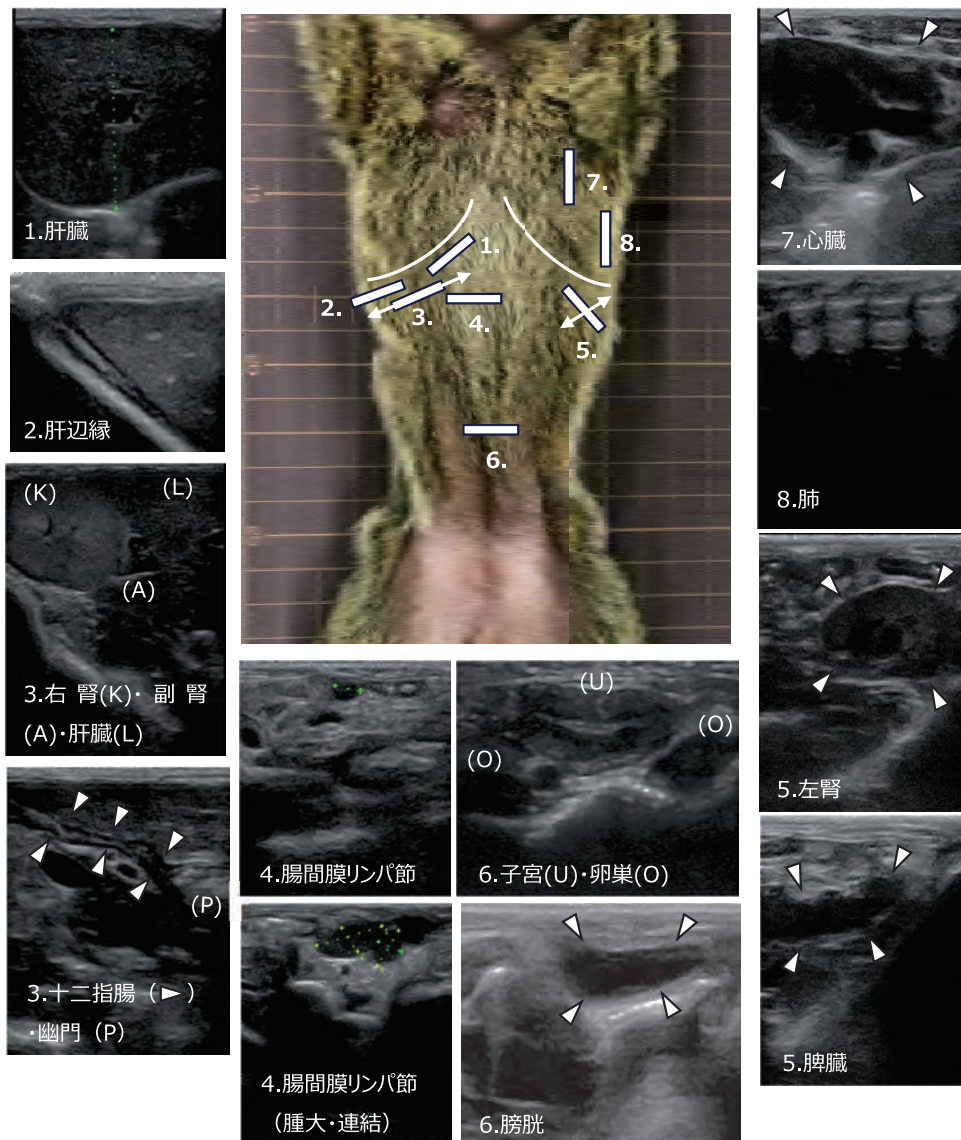 1.肝臓
2.肝辺縁
(K)
(L)
(A)
3.右 腎(K)・ 副 腎
(A)・肝臓(L)
(P)
3.十二指腸（►）
・幽門（P）
1.
2.
3.
4.
5.
6.
7.
8.
4.腸間膜リンパ節
4.腸間膜リンパ節
（腫大・連結）
(U)
(O)
(O)
6.子宮(U)・卵巣(O)
6.膀胱
7.心臓
8.肺
5.左腎
5.脾臓